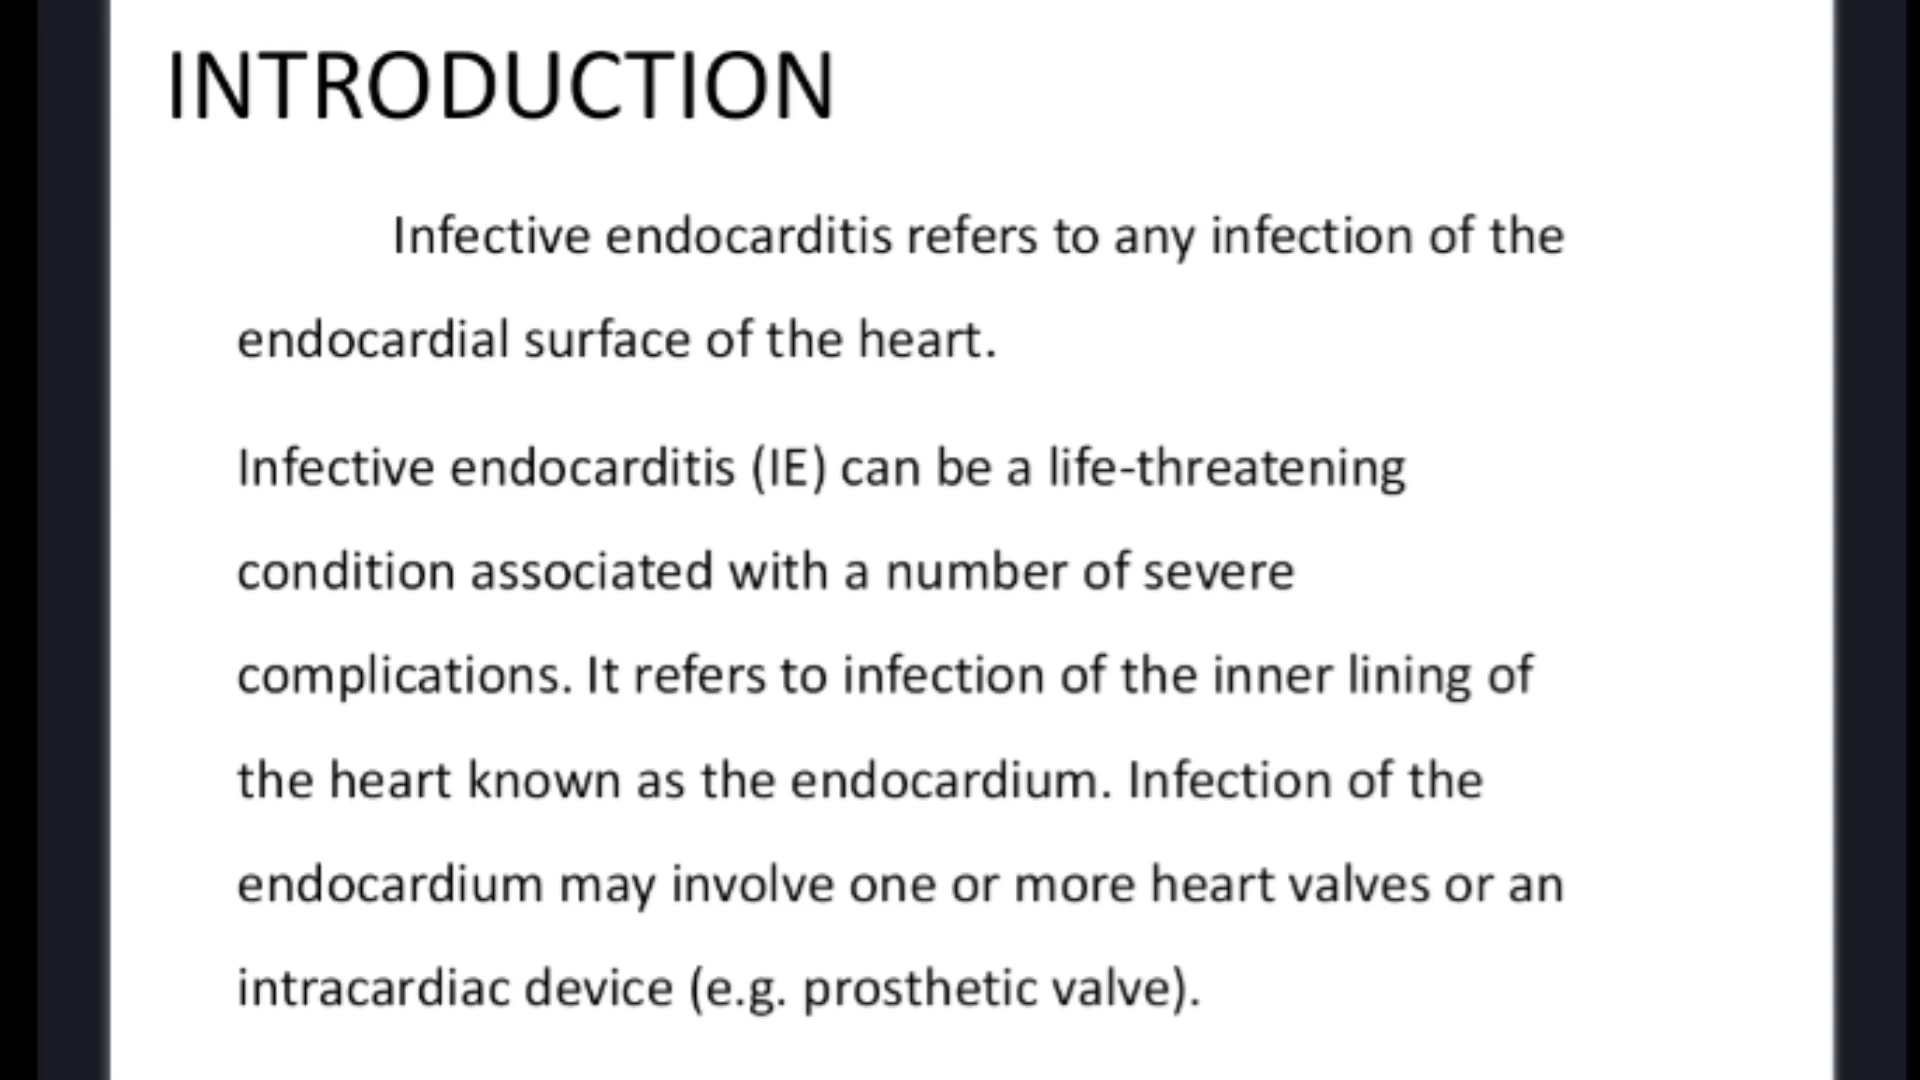 INTRODUCTION
Infective endocarditis refers to any infection of the
endocardial surface of the heart.
Infective endocarditis (IE) can be a life-threatening
condition associated with a number of severe
complications. It refers to infection of the inner lining of
the heart known as the endocardium. Infection of the
endocardium may involve one or more heart valves or an
intracardiac device (e.g. prosthetic valve).